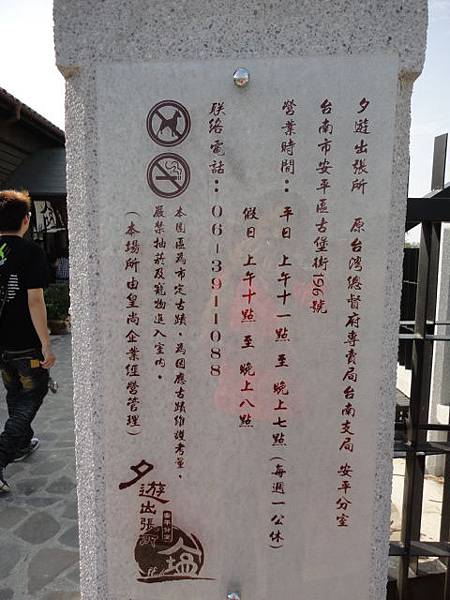 夕遊出張所　原台灣總督府專賣局台南支局　安平分室
台南市安平區古堡街196號
營業時間：平日　上午十一點　至　晚上七點（每週一公休）
假日　上午十點　至　晚上八點
聯絡電話：06-3911088
本園區為市定古蹟，為因應古蹟維護考量，
嚴禁抽菸及寵物進入室內。
（本場所由皇尚企業經營管理）
夕遊出張所